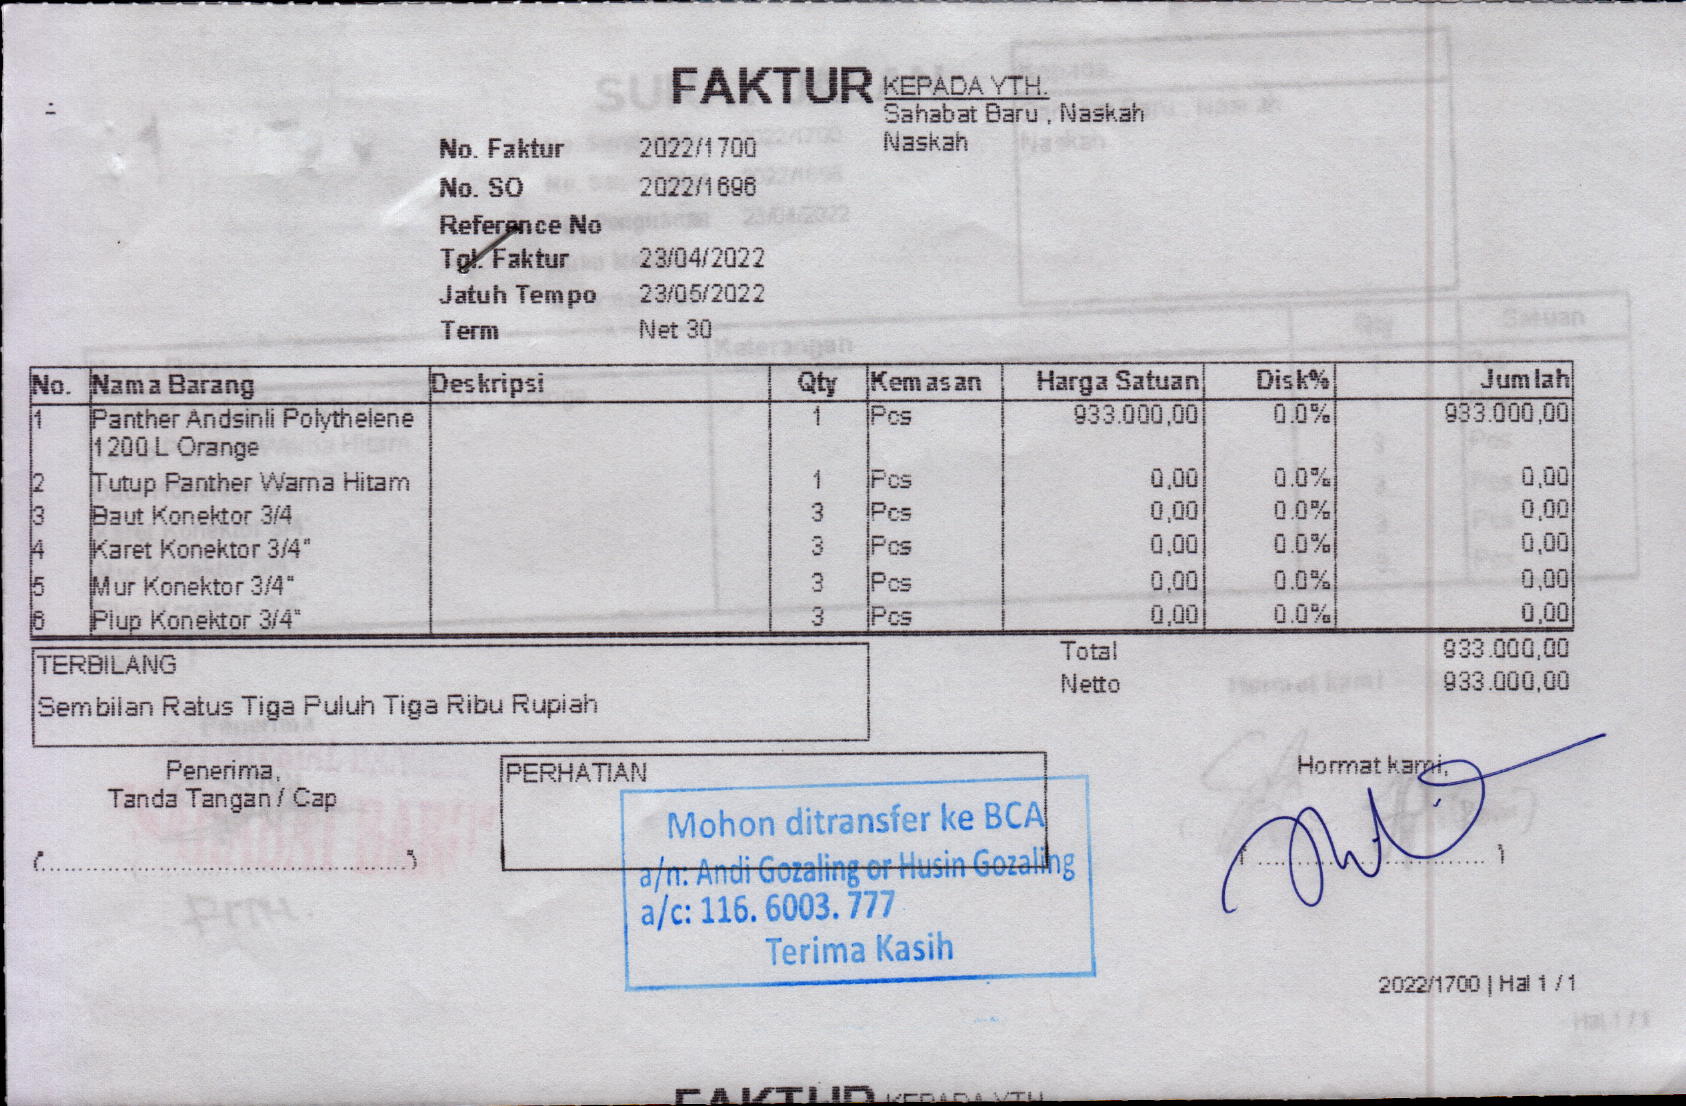 FAKTUR
KEPADA YTH.
Sahabat Baru , Naskah
Naskah
No. Faktur 2022/1700
No. SO 2022/1696
Reference No
Tgl. Faktur 23/04/2022
Jatuh Tempo 23/05/2022
Term Net 30
No. Nama Barang Deskripsi Qty Kemasan Harga Satuan Disk% Jumlah
1 Panther Andsinli Polythelene 1 Pcs 933.000,00 0.0% 933.000,00
1200 L Orange
2 Tutup Panther Warna Hitam 1 Pcs 0,00 0.0% 0,00
3 Baut Konektor 3/4 3 Pcs 0,00 0.0% 0,00
4 Karet Konektor 3/4" 3 Pcs 0,00 0.0% 0,00
5 Mur Konektor 3/4" 3 Pcs 0,00 0.0% 0,00
6 Plup Konektor 3/4" 3 Pcs 0,00 0.0% 0,00
Total 933.000,00
Netto 933.000,00
TERBILANG
Sembilan Ratus Tiga Puluh Tiga Ribu Rupiah
Penerima,
Tanda Tangan / Cap
PERHATIAN
Mohon ditransfer ke BCA
a/n: Andi Gozaling or Husin Gozaling
a/c: 116. 6003. 777
Terima Kasih
Hormat kami,
2022/1700 | Hal 1 / 1
FAKTUR KEPADA YTH.